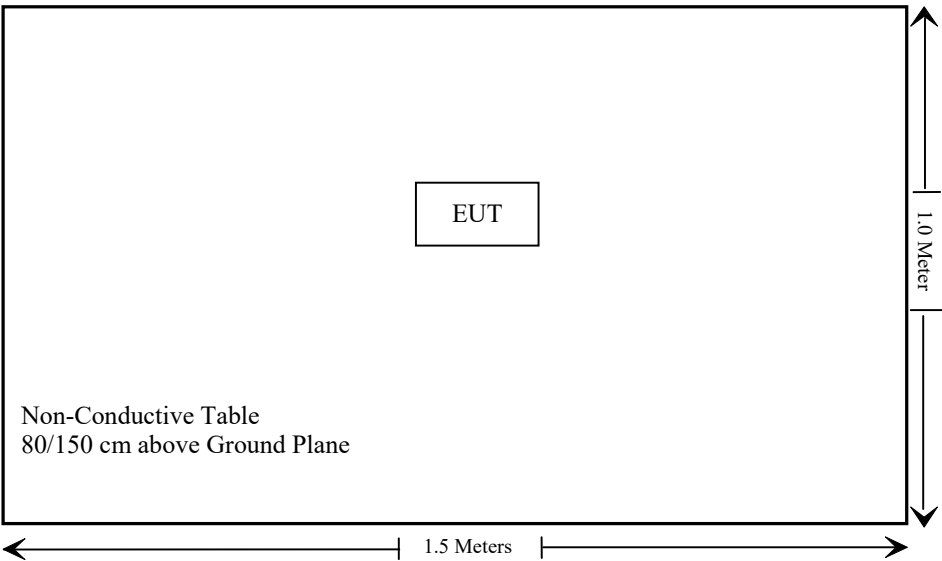 EUT
1.0 Meter
Non-Conductive Table
80/150 cm above Ground Plane
1.5 Meters